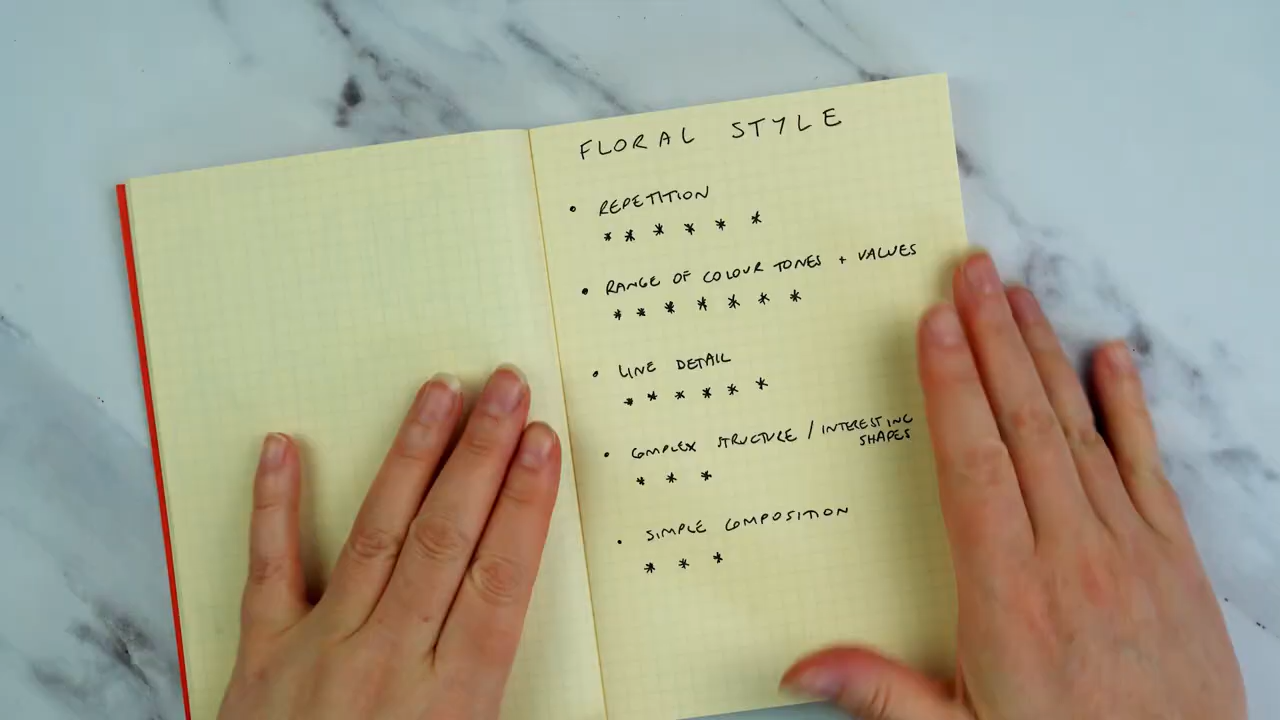 FLORAL STYLE
• REPETITION
* * * * * *
• RANGE OF COLOUR TONES + VALUES
* * * * * * *
• LINE DETAIL
* * * * * *
• COMPLEX STRUCTURE / INTERESTING
SHAPES
* * *
• SIMPLE COMPOSITION
* * *